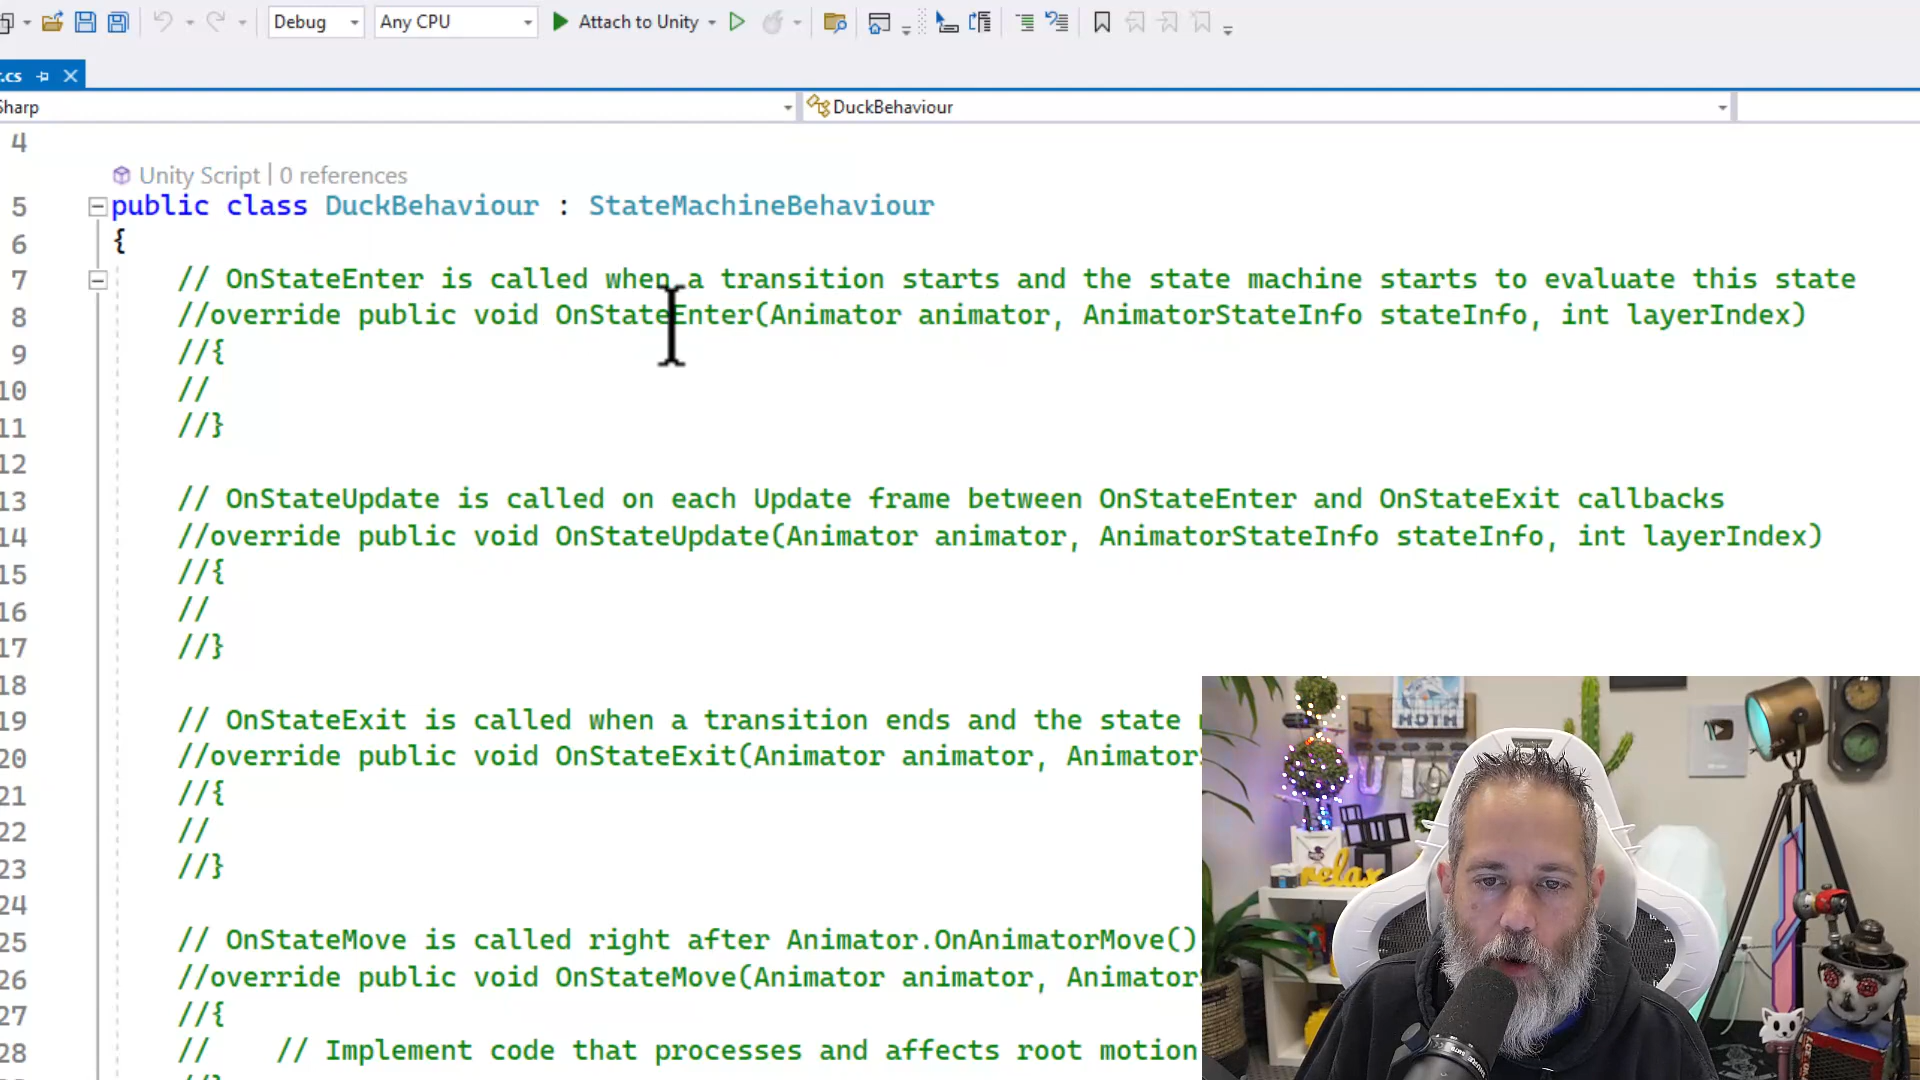 Debug Any CPU Attach to Unity
.cs
Sharp DuckBehaviour
4
Unity Script | 0 references
5 public class DuckBehaviour : StateMachineBehaviour
6 {
7 // OnStateEnter is called when a transition starts and the state machine starts to evaluate this state
8 //override public void OnStateEnter(Animator animator, AnimatorStateInfo stateInfo, int layerIndex)
9 //{
10 //
11 //}
12
13 // OnStateUpdate is called on each Update frame between OnStateEnter and OnStateExit callbacks
14 //override public void OnStateUpdate(Animator animator, AnimatorStateInfo stateInfo, int layerIndex)
15 //{
16 //
17 //}
18
19 // OnStateExit is called when a transition ends and the state
20 //override public void OnStateExit(Animator animator, Animator
21 //{
22 //
23 //}
24
25 // OnStateMove is called right after Animator.OnAnimatorMove()
26 //override public void OnStateMove(Animator animator, Animator
27 //{
28 // // Implement code that processes and affects root motion
//}
relax